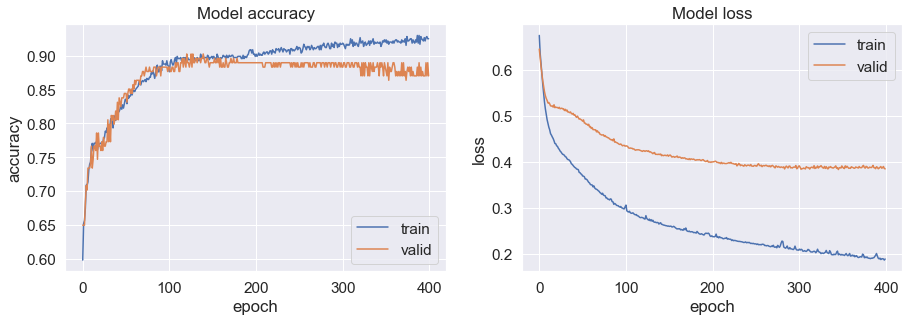 Model accuracy
accuracy
0.90
0.85
0.80
0.75
0.70
0.65
0.60
0 100 200 300 400
epoch
train
valid
Model loss
loss
0.6
0.5
0.4
0.3
0.2
0 100 200 300 400
epoch
train
valid